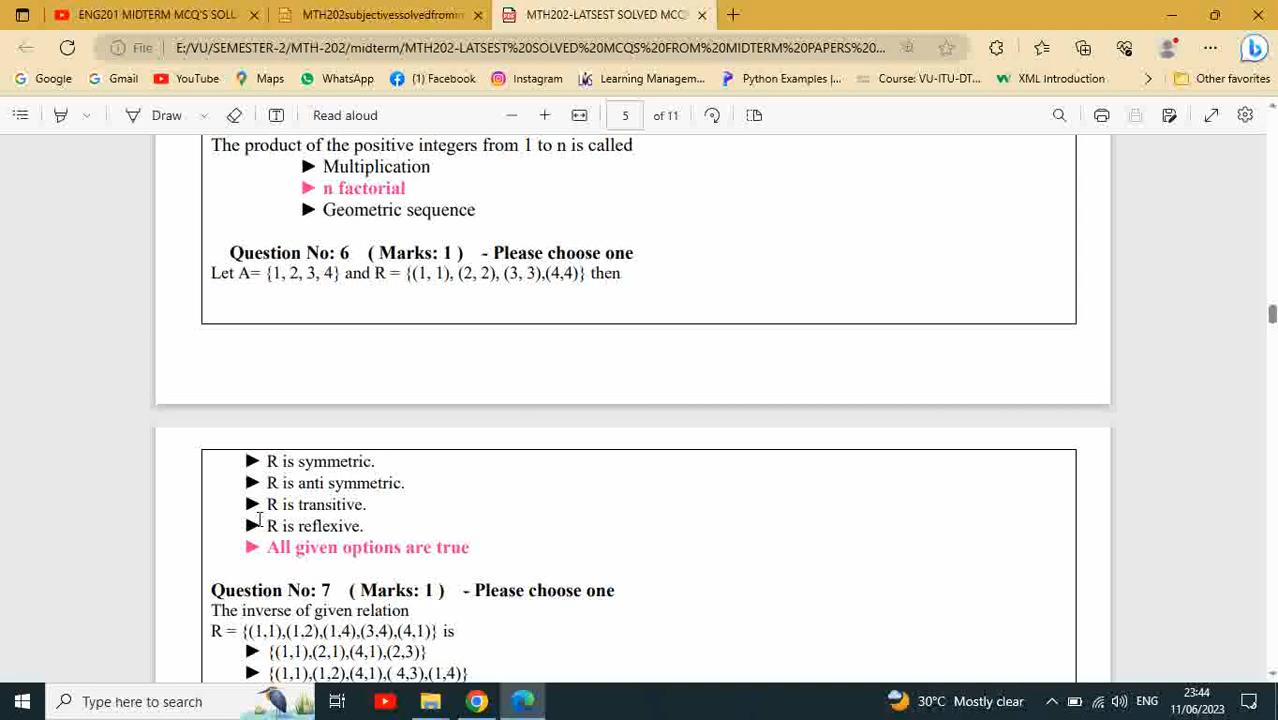 ENG201 MIDTERM MCQ'S SOLU
MTH202subjectivessolvedfrommi
MTH202-LATSEST SOLVED MCQ
File
E:/VU/SEMESTER-2/MTH-202/midterm/MTH202-LATSEST%20SOLVED%20MCQS%20FROM%20MIDTERM%20PAPERS%20...
Google
Gmail
YouTube
Maps
WhatsApp
(1) Facebook
Instagram
Learning Managem...
Python Examples |...
Course: VU-ITU-DT...
XML Introduction
Other favorites
Draw
Read aloud
5
of 11
The product of the positive integers from 1 to n is called
► Multiplication
► n factorial
► Geometric sequence
Question No: 6 ( Marks: 1 ) - Please choose one
Let A= {1, 2, 3, 4} and R = {(1, 1), (2, 2), (3, 3),(4,4)} then
► R is symmetric.
► R is anti symmetric.
► R is transitive.
► R is reflexive.
► All given options are true
Question No: 7 ( Marks: 1 ) - Please choose one
The inverse of given relation
R = {(1,1),(1,2),(1,4),(3,4),(4,1)} is
► {(1,1),(2,1),(4,1),(2,3)}
► {(1,1),(1,2),(4,1),( 4,3),(1,4)}
Type here to search
30°C Mostly clear
ENG
23:44
11/06/2023